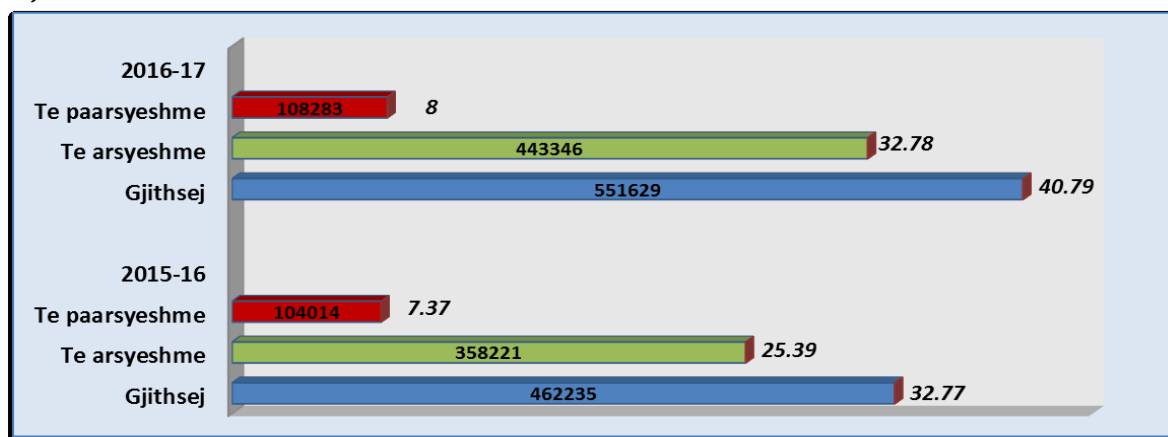 2016-17
Te paarsyeshme 108283 8
Te arsyeshme 443346 32.78
Gjithsej 551629 40.79
2015-16
Te paarsyeshme 104014 7.37
Te arsyeshme 358221 25.39
Gjithsej 462235 32.77